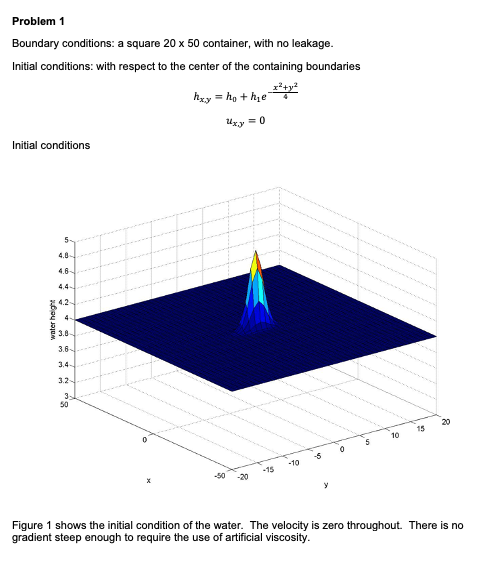 Problem 1
Boundary conditions: a square 20 x 50 container, with no leakage.
Initial conditions: with respect to the center of the containing boundaries
h_{x,y} = h_0 + h_1 e^{-\frac{x^2+y^2}{4}}
u_{x,y} = 0
Initial conditions
5
4.8
4.6
4.4
4.2
4
3.8
3.6
3.4
3.2
3
water height
50
0
-50
x
-20
-15
-10
-5
0
5
10
15
20
y
Figure 1 shows the initial condition of the water. The velocity is zero throughout. There is no
gradient steep enough to require the use of artificial viscosity.